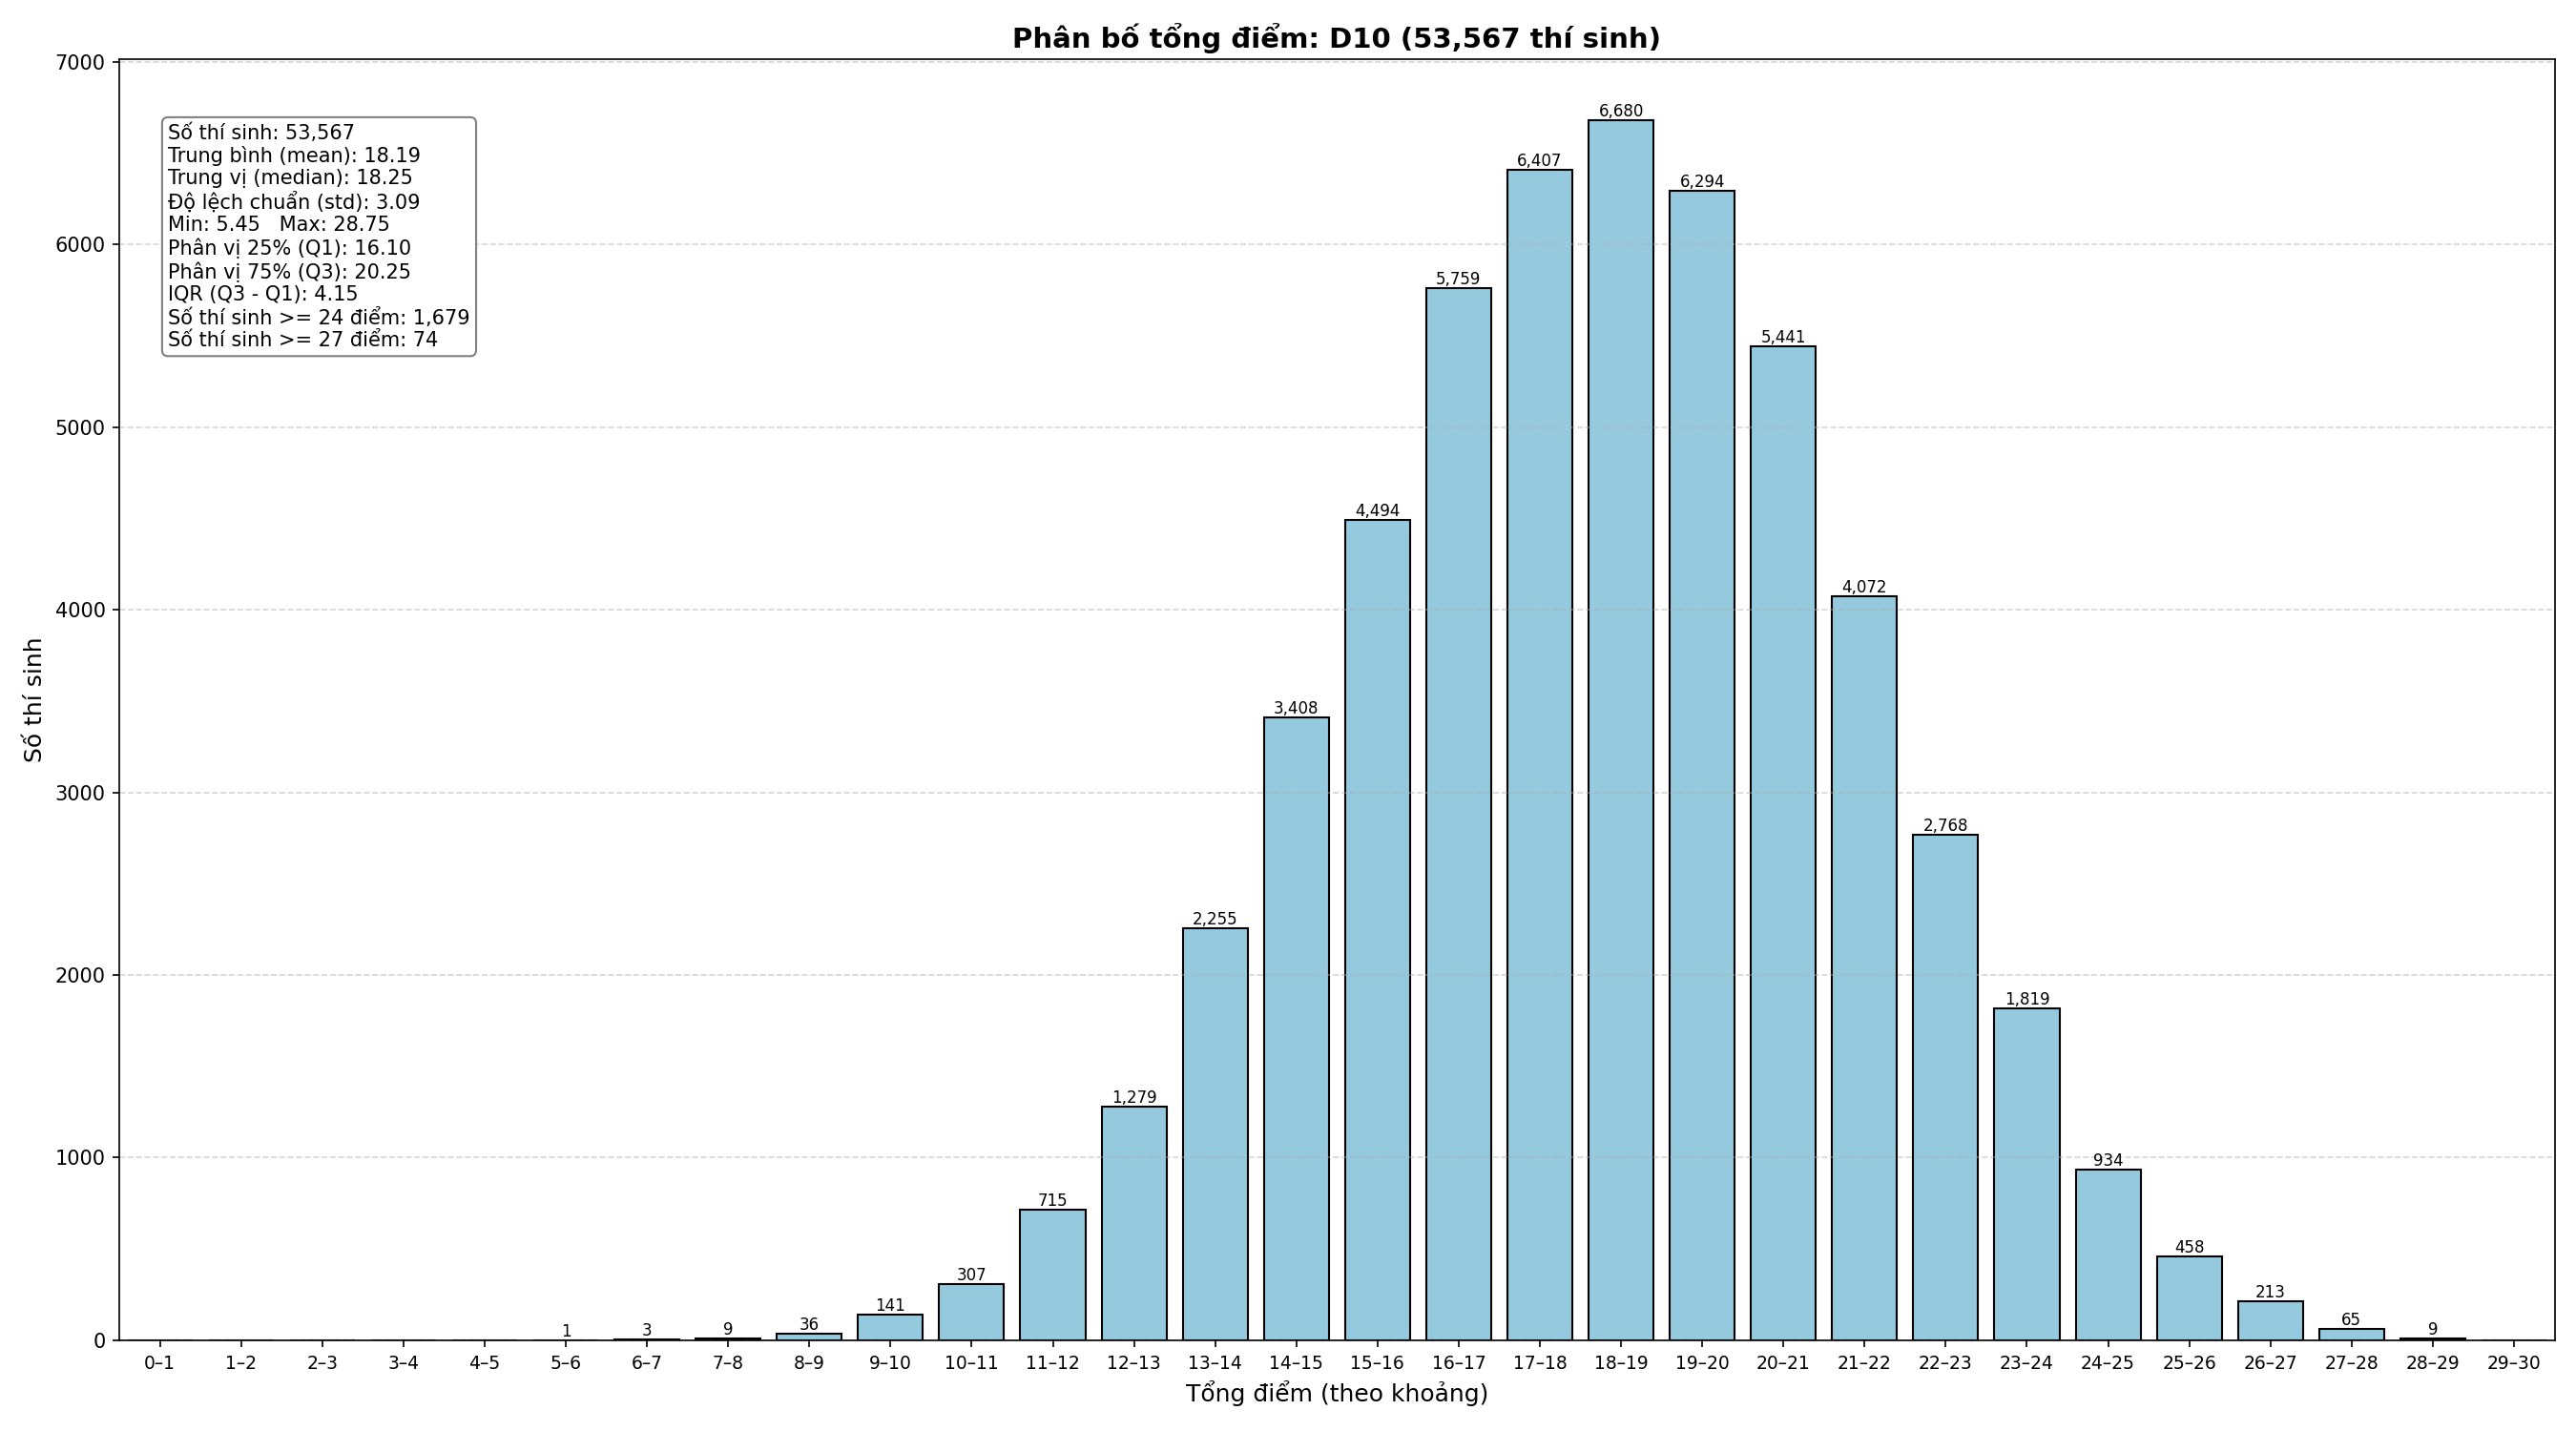 Phân bố tổng điểm: D10 (53,567 thí sinh)
7000
6000
5000
4000
3000
2000
1000
0
Số thí sinh
Số thí sinh: 53,567
Trung bình (mean): 18.19
Trung vị (median): 18.25
Độ lệch chuẩn (std): 3.09
Min: 5.45   Max: 28.75
Phân vị 25% (Q1): 16.10
Phân vị 75% (Q3): 20.25
IQR (Q3 - Q1): 4.15
Số thí sinh >= 24 điểm: 1,679
Số thí sinh >= 27 điểm: 74
1 3 9 36 141 307 715 1,279 2,255 3,408 4,494 5,759 6,407 6,680 6,294 5,441 4,072 2,768 1,819 934 458 213 65 9
0–1 1–2 2–3 3–4 4–5 5–6 6–7 7–8 8–9 9–10 10–11 11–12 12–13 13–14 14–15 15–16 16–17 17–18 18–19 19–20 20–21 21–22 22–23 23–24 24–25 25–26 26–27 27–28 28–29 29–30
Tổng điểm (theo khoảng)